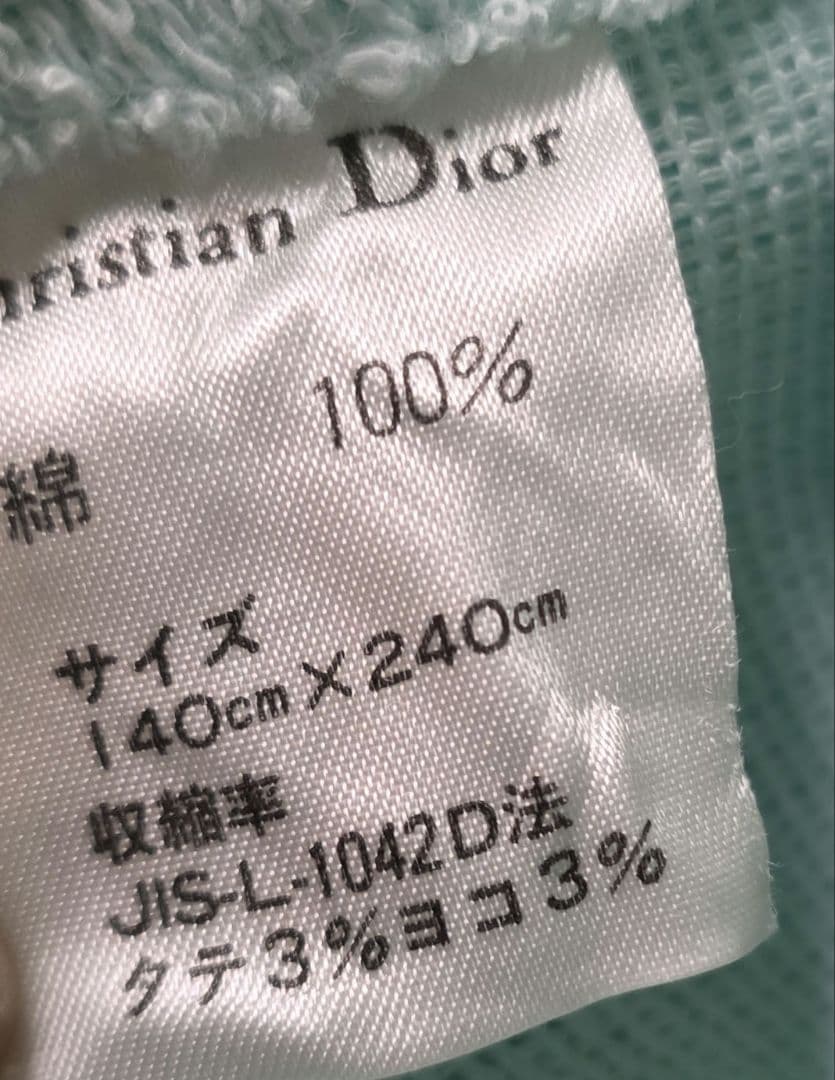 hristian Dior
綿 100%
サイズ
140cm×240cm
収縮率
JIS-L-1042D法
タテ3%ヨコ3%